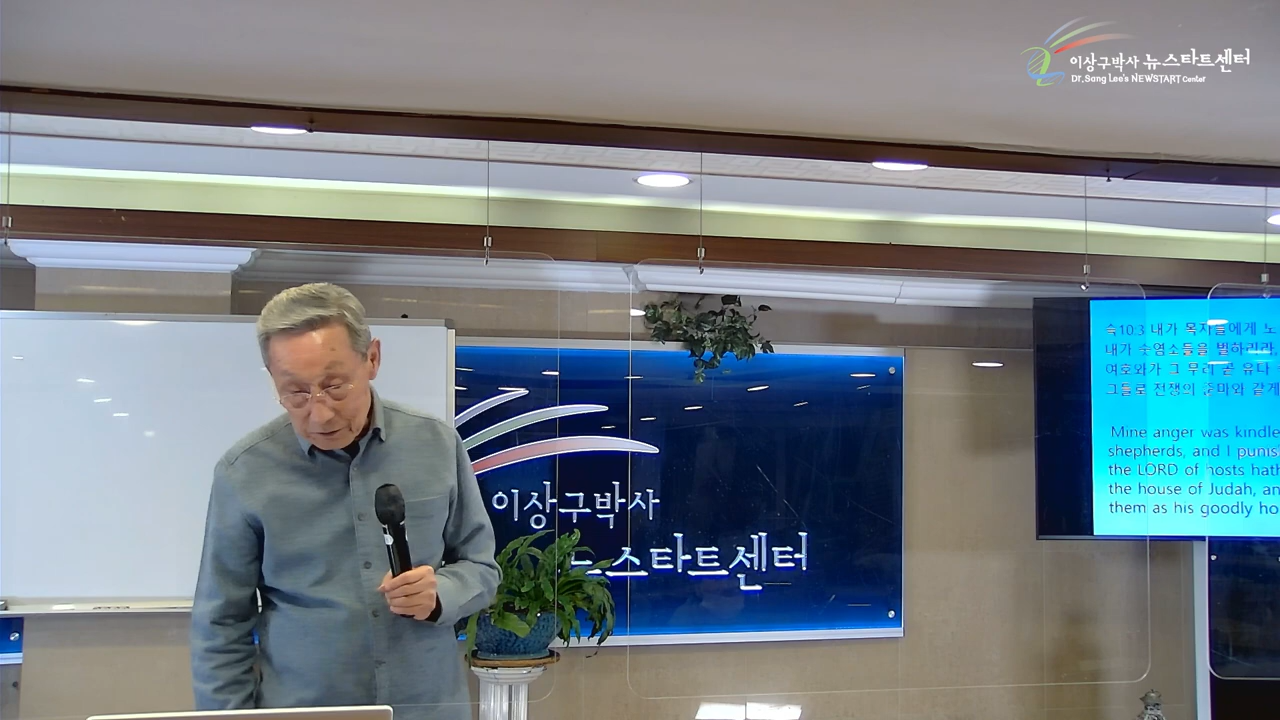 이상구박사 뉴스타트센터
Dr. Sang Lee's NEWSTART Center
이상구박사
뉴스타트센터
슥10:3 내가 목자들에게 노
내가 숫염소들을 벌하리라
여호와가 그 무리 곧 유다
그들로 전쟁의 준마와 같게
Mine anger was kindle
shepherds, and I punis
the LORD of hosts hath
the house of Judah, an
them as his goodly ho